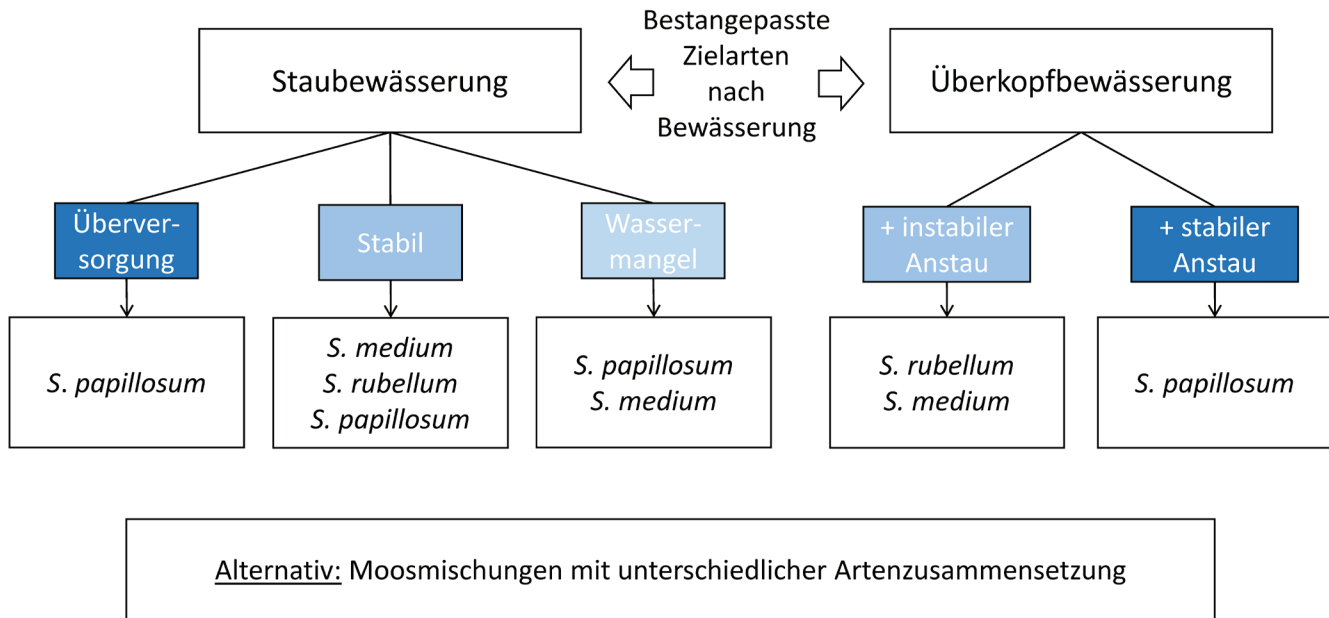 Bestangepasste
Zielarten
nach
Bewässerung
Staubewässerung
Überkopfbewässerung
Überver-
sorgung
Stabil
Wasser-
mangel
+ instabiler
Anstau
+ stabiler
Anstau
S. papillosum
S. medium
S. rubellum
S. papillosum
S. papillosum
S. medium
S. rubellum
S. medium
S. papillosum
Alternativ: Moosmischungen mit unterschiedlicher Artenzusammensetzung